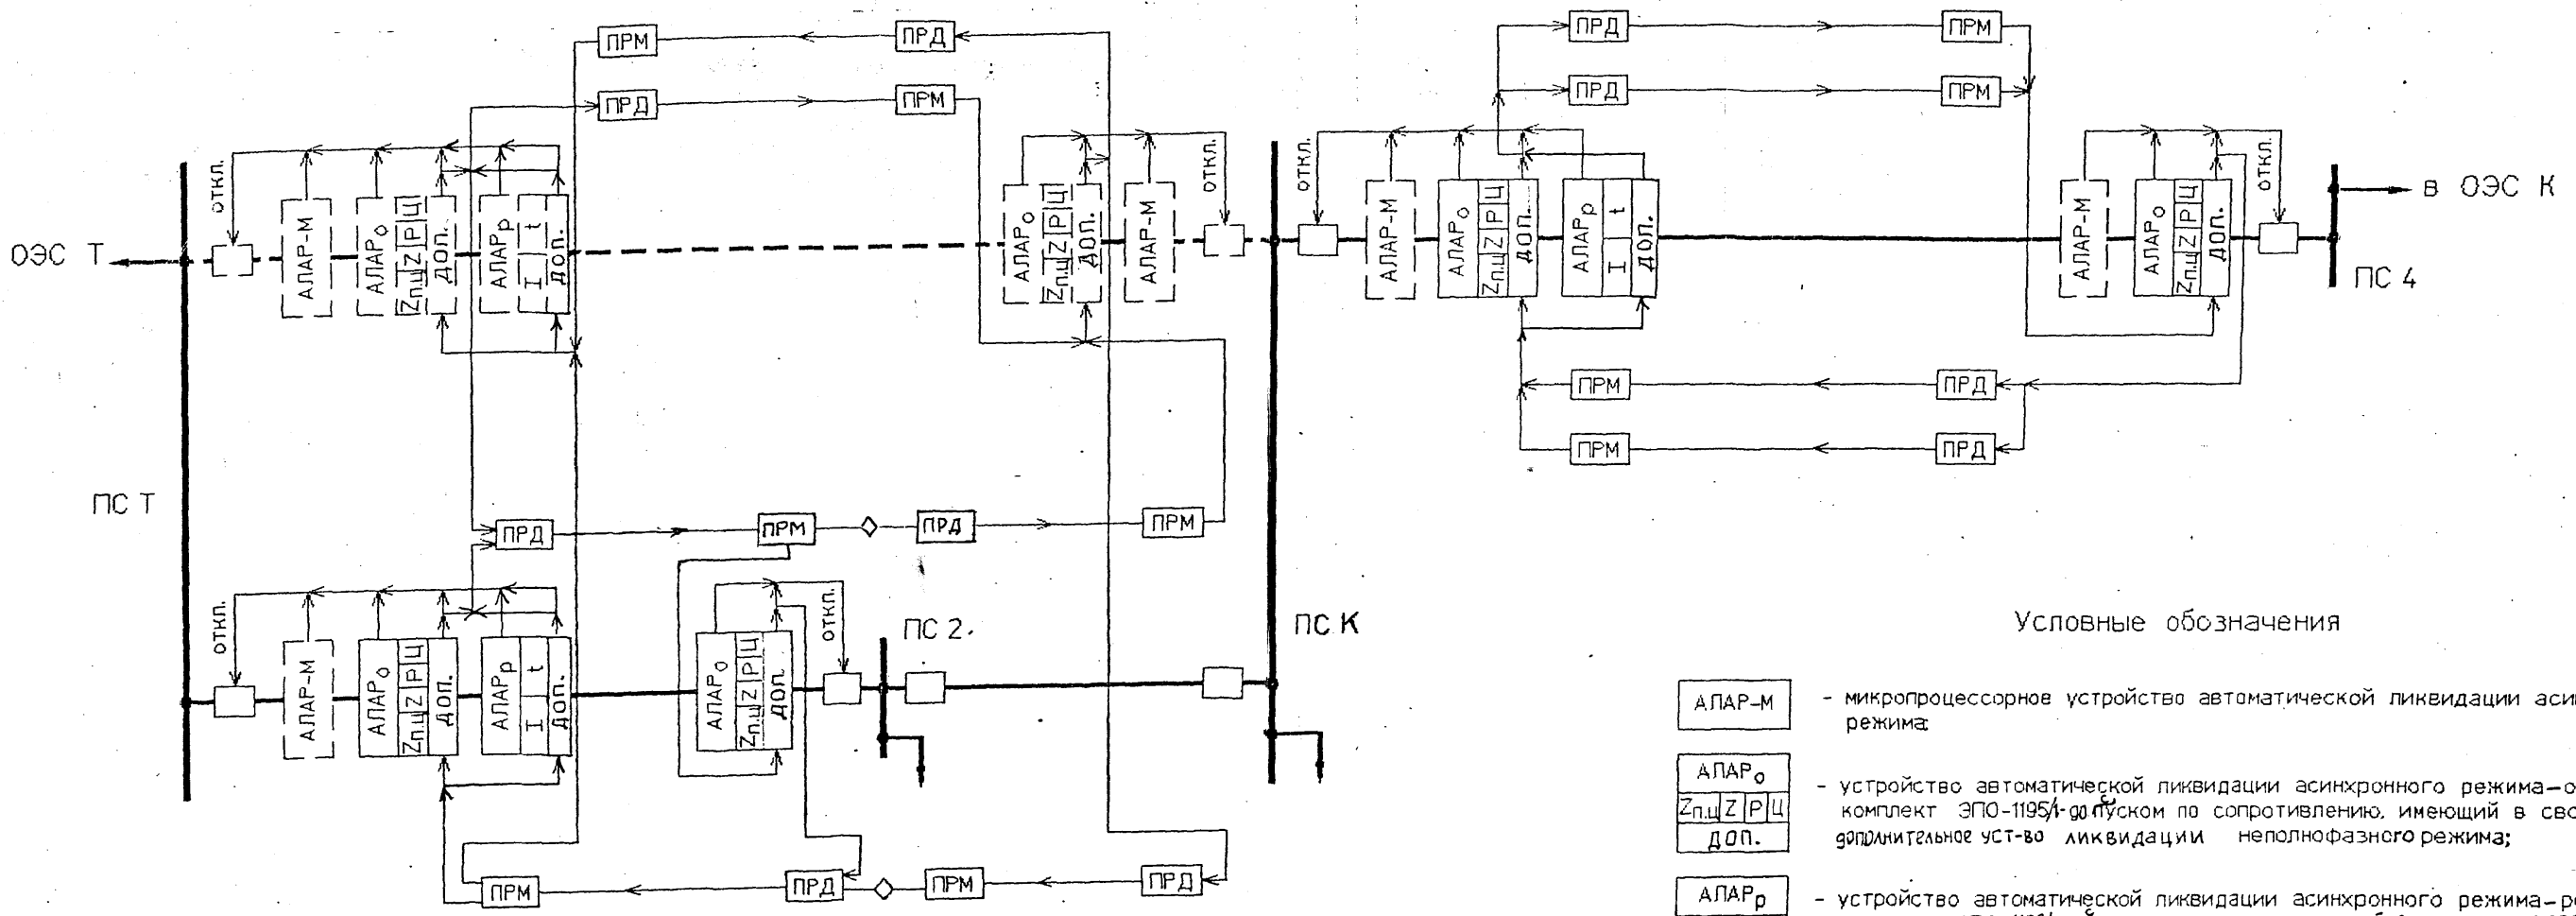 ПРМ
ПРД
ПРД
ПРМ
ПРД
ПРМ
ПРД
ПРМ
откл.
АЛАР-М
АЛАРо
Zп.ц Z Р Ц
ДОП.
АЛАРр
I t
ДОП.
АЛАРо
Zп.ц Z Р Ц
ДОП.
АЛАР-М
откл.
откл.
АЛАР-М
АЛАРо
Zп.ц Z Р Ц
ДОП.
АЛАРр
I t
ДОП.
АЛАР-М
АЛАРо
Zп.ц Z Р Ц
ДОП.
откл.
ОЭС Т
В ОЭС К
ПС 4
ПРМ
ПРД
ПРМ
ПРД
ПС Т
ПРД
ПРМ
ПРД
ПРМ
откл.
АЛАР-М
АЛАРо
Zп.ц Z Р Ц
ДОП.
АЛАРр
I t
ДОП.
АЛАРо
Zп.ц Z Р Ц
ДОП.
откл.
ПС 2.
ПС К
ПРМ
ПРД
ПРМ
ПРД
Условные обозначения
АЛАР-М
- микропроцессорное устройство автоматической ликвидации
режима;
АЛАРо
Zп.ц Z Р Ц
ДОП.
- устройство автоматической ликвидации асинхронного режима-
комплект ЭПО-1195/1- пуском по сопротивлению, имеющий в
дополнительное уст-во ликвидации неполнофазного режима;
АЛАРр
- устройство автоматической ликвидации асинхронного режима-